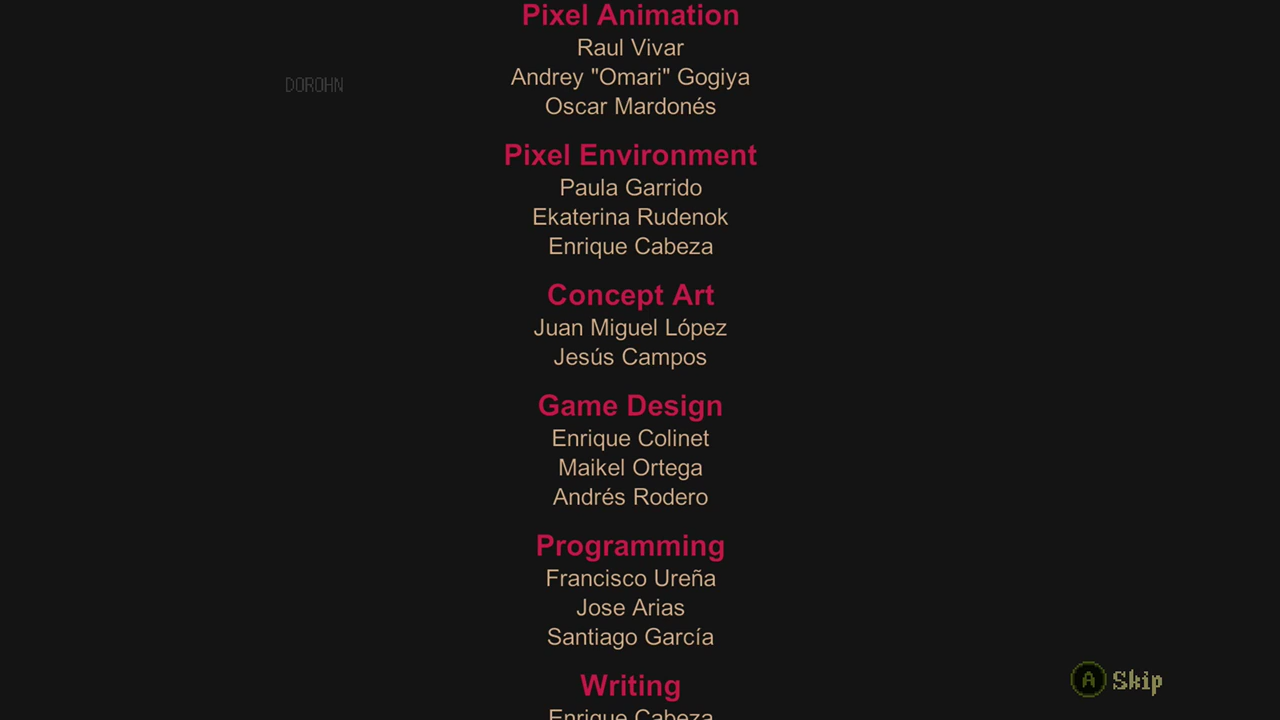 Pixel Animation
Raul Vivar
DOROHN
Andrey "Omari" Gogiya
Oscar Mardonés
Pixel Environment
Paula Garrido
Ekaterina Rudenok
Enrique Cabeza
Concept Art
Juan Miguel López
Jesús Campos
Game Design
Enrique Colinet
Maikel Ortega
Andrés Rodero
Programming
Francisco Ureña
Jose Arias
Santiago García
A Skip
Writing
Enrique Cabeza